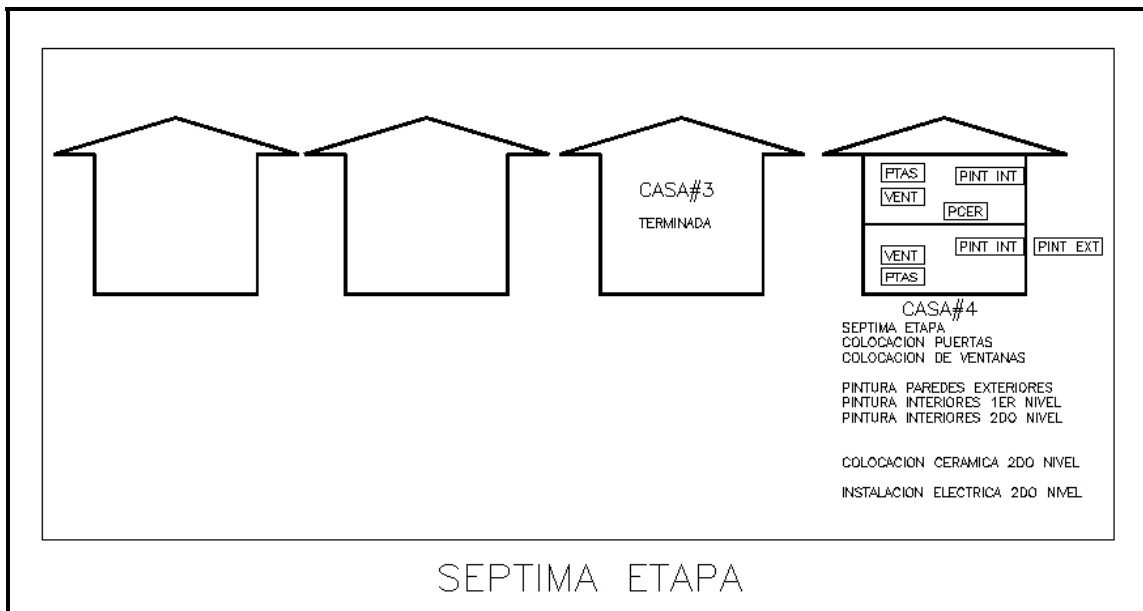 CASA#3
TERMINADA
PTAS
PINT INT
VENT
PCER
PINT INT
PINT EXT
VENT
PTAS
CASA#4
SEPTIMA ETAPA
COLOCACION PUERTAS
COLOCACION DE VENTANAS
PINTURA PAREDES EXTERIORES
PINTURA INTERIORES 1ER NIVEL
PINTURA INTERIORES 2DO NIVEL
COLOCACION CERAMICA 2DO NIVEL
INSTALACION ELECTRICA 2DO NIVEL
SEPTIMA ETAPA